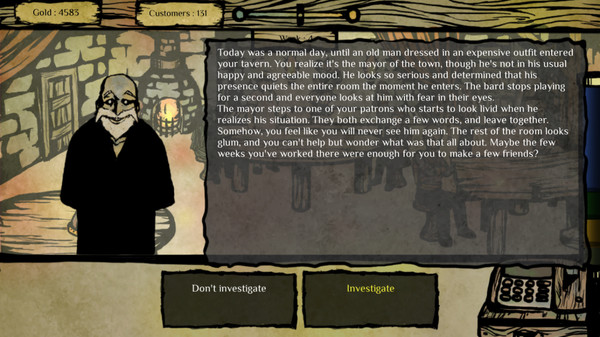 Gold : 4583
Customers : 131
Today was a normal day, until an old man dressed in an expensive outfit entered
your tavern. You realize it's the mayor of the town, though he's not in his usual
happy and agreeable mood. He looks so serious and determined that his
presence quiets the entire room the moment he enters. The bard stops playing
for a second and everyone looks at him with fear in their eyes.
The mayor steps to one of your patrons who starts to look livid when he
realizes his situation. They both exchange a few words, and leave together.
Somehow, you feel like you will never see him again. The rest of the room looks
glum, and you can't help but wonder what was that all about. Maybe the few
weeks you've worked there were enough for you to make a few friends?
Don't investigate
Investigate